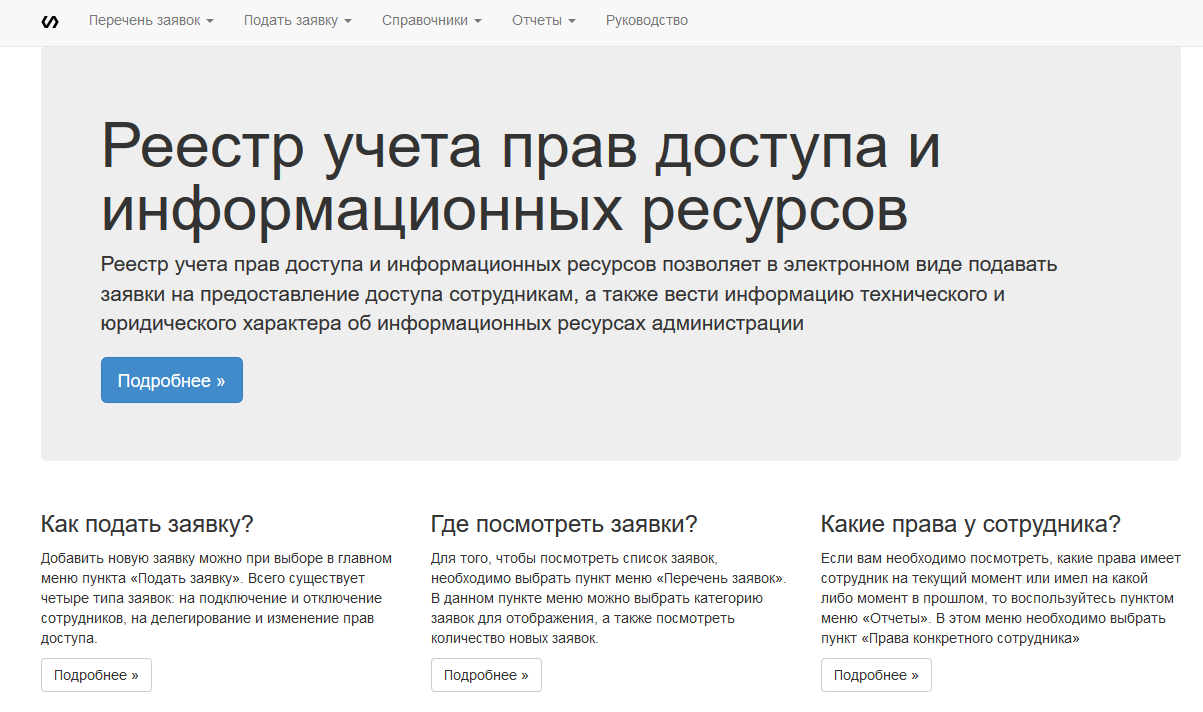 Перечень заявок Подать заявку Справочники Отчеты Руководство
Реестр учета прав доступа и
информационных ресурсов
Реестр учета прав доступа и информационных ресурсов позволяет в электронном виде подавать
заявки на предоставление доступа сотрудникам, а также вести информацию технического и
юридического характера об информационных ресурсах администрации
Подробнее »
Как подать заявку?
Добавить новую заявку можно при выборе в главном
меню пункта «Подать заявку». Всего существует
четыре типа заявок: на подключение и отключение
сотрудников, на делегирование и изменение прав
доступа.
Подробнее »
Где посмотреть заявки?
Для того, чтобы посмотреть список заявок,
необходимо выбрать пункт меню «Перечень заявок».
В данном пункте меню можно выбрать категорию
заявок для отображения, а также посмотреть
количество новых заявок.
Подробнее »
Какие права у сотрудника?
Если вам необходимо посмотреть, какие права имеет
сотрудник на текущий момент или имел на какой
либо момент в прошлом, то воспользуйтесь пунктом
меню «Отчеты». В этом меню необходимо выбрать
пункт «Права конкретного сотрудника»
Подробнее »